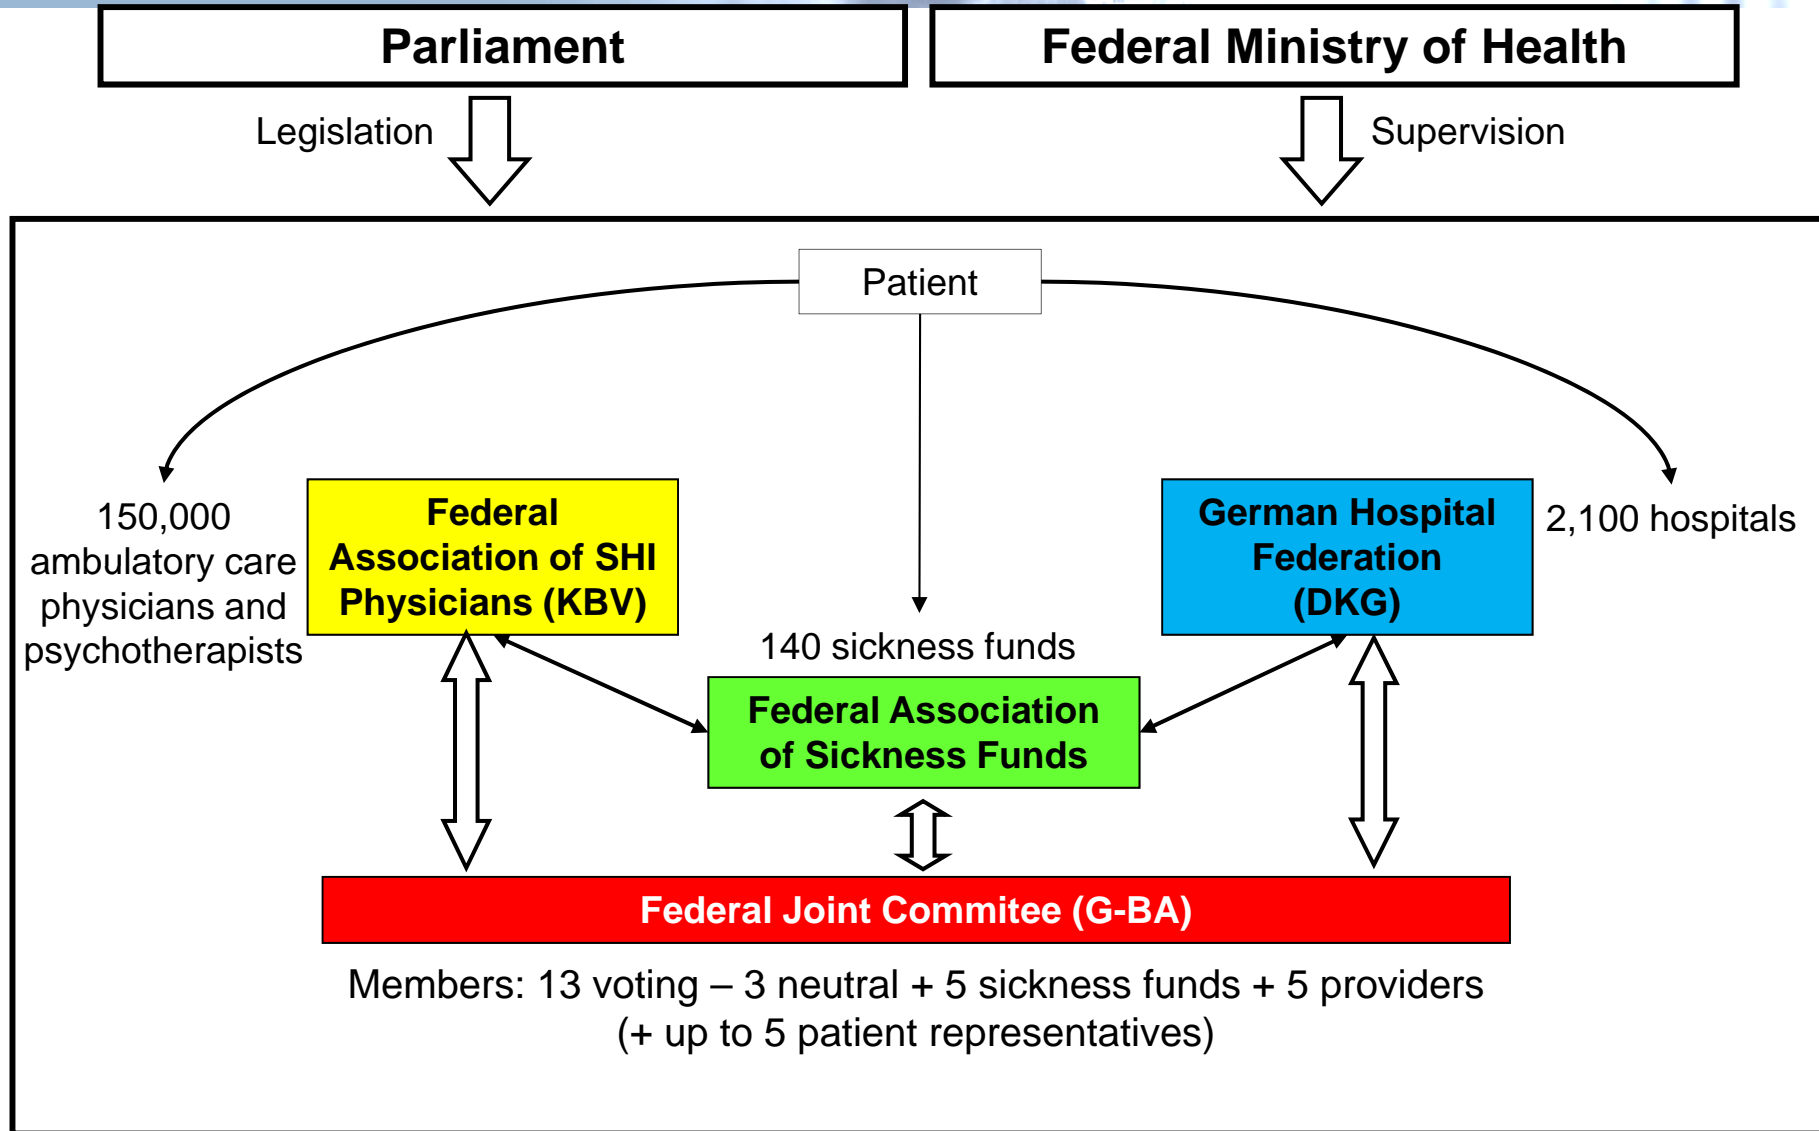 Parliament
Federal Ministry of Health
Legislation
Supervision
Patient
150,000
ambulatory care
physicians and
psychotherapists
Federal
Association of SHI
Physicians (KBV)
German Hospital
Federation
(DKG)
2,100 hospitals
140 sickness funds
Federal Association
of Sickness Funds
Federal Joint Commitee (G-BA)
Members: 13 voting – 3 neutral + 5 sickness funds + 5 providers
(+ up to 5 patient representatives)